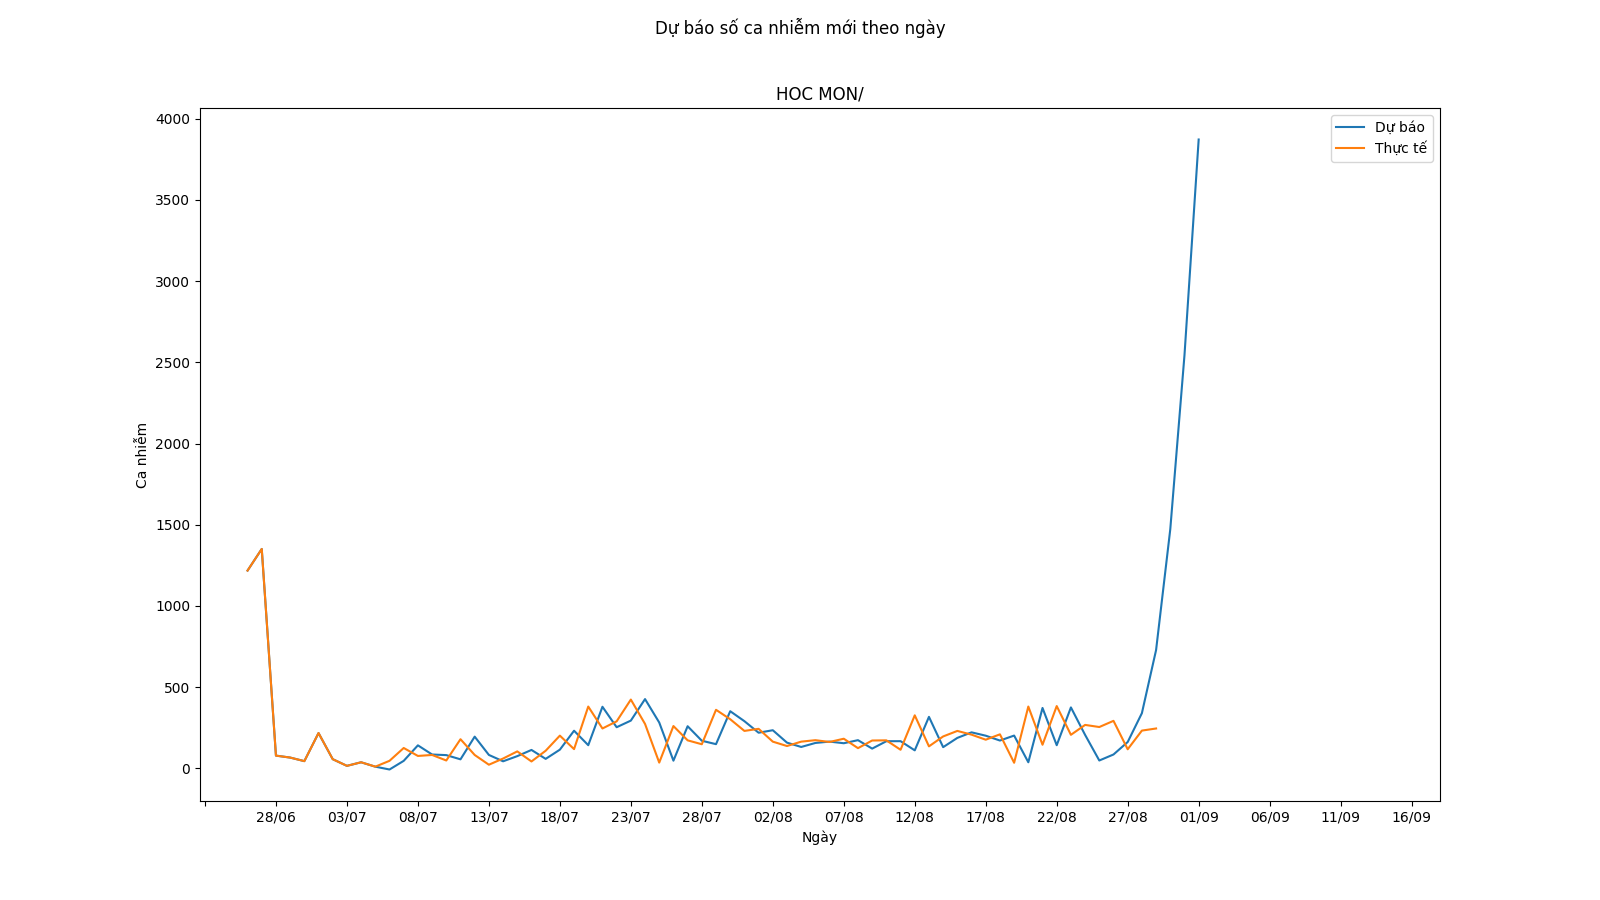 Dự báo số ca nhiễm mới theo ngày
HOC MON/
Dự báo
Thực tế
4000
3500
3000
2500
2000
1500
1000
500
0
Ca nhiễm
28/06 03/07 08/07 13/07 18/07 23/07 28/07 02/08 07/08 12/08 17/08 22/08 27/08 01/09 06/09 11/09 16/09
Ngày